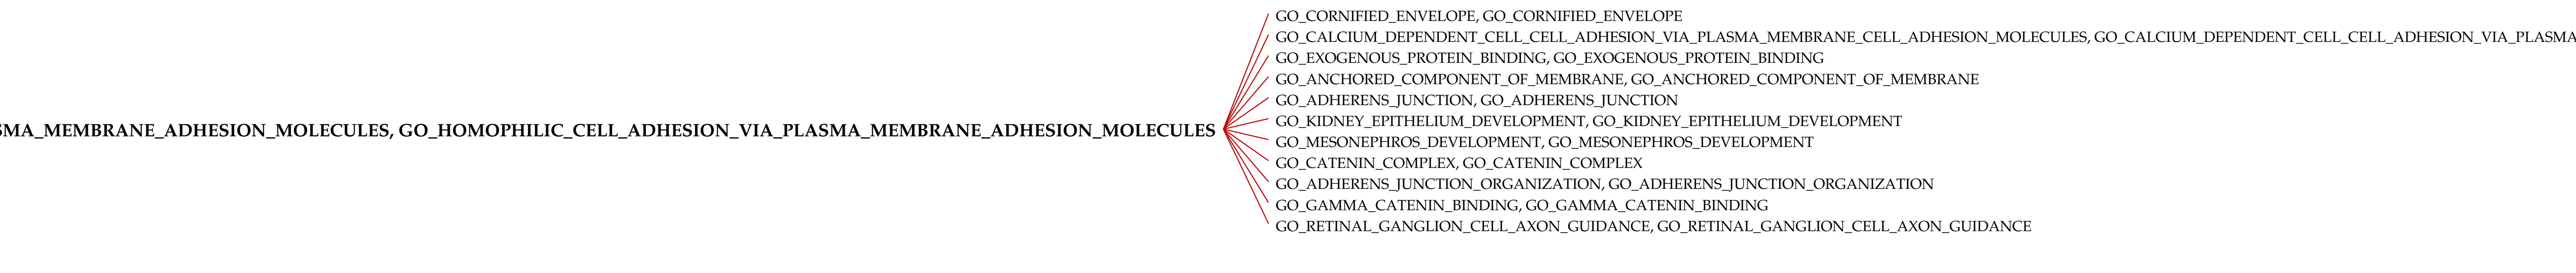 GO_CORNIFIED_ENVELOPE, GO_CORNIFIED_ENVELOPE
GO_CALCIUM_DEPENDENT_CELL_CELL_ADHESION_VIA_PLASMA_MEMBRANE_CELL_ADHESION_MOLECULES, GO_CALCIUM_DEPENDENT_CELL_CELL_ADHESION_VIA_PLASMA
GO_EXOGENOUS_PROTEIN_BINDING, GO_EXOGENOUS_PROTEIN_BINDING
GO_ANCHORED_COMPONENT_OF_MEMBRANE, GO_ANCHORED_COMPONENT_OF_MEMBRANE
GO_ADHERENS_JUNCTION, GO_ADHERENS_JUNCTION
GO_KIDNEY_EPITHELIUM_DEVELOPMENT, GO_KIDNEY_EPITHELIUM_DEVELOPMENT
SMA_MEMBRANE_ADHESION_MOLECULES, GO_HOMOPHILIC_CELL_ADHESION_VIA_PLASMA_MEMBRANE_ADHESION_MOLECULES
GO_MESONEPHROS_DEVELOPMENT, GO_MESONEPHROS_DEVELOPMENT
GO_CATENIN_COMPLEX, GO_CATENIN_COMPLEX
GO_ADHERENS_JUNCTION_ORGANIZATION, GO_ADHERENS_JUNCTION_ORGANIZATION
GO_GAMMA_CATENIN_BINDING, GO_GAMMA_CATENIN_BINDING
GO_RETINAL_GANGLION_CELL_AXON_GUIDANCE, GO_RETINAL_GANGLION_CELL_AXON_GUIDANCE